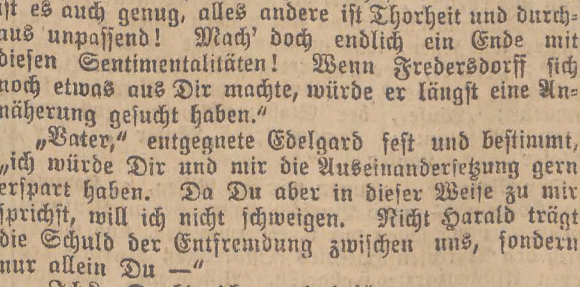 ist es auch genug, alles andere ist Thorheit und durch-
aus unpassend! Mach' doch endlich ein Ende mit
diesen Sentimentalitäten! Wenn Fredersdorff sich
noch etwas aus Dir machte, würde er längst eine An-
näherung gesucht haben.“
„Vater,“ entgegnete Edelgard fest und bestimmt,
„ich würde Dir und mir die Auseinandersetzung gern
erspart haben. Da Du aber in dieser Weise zu mir
sprichst, will ich nicht schweigen. Nicht Harald trägt
die Schuld der Entfremdung zwischen uns, sondern
nur allein Du —“